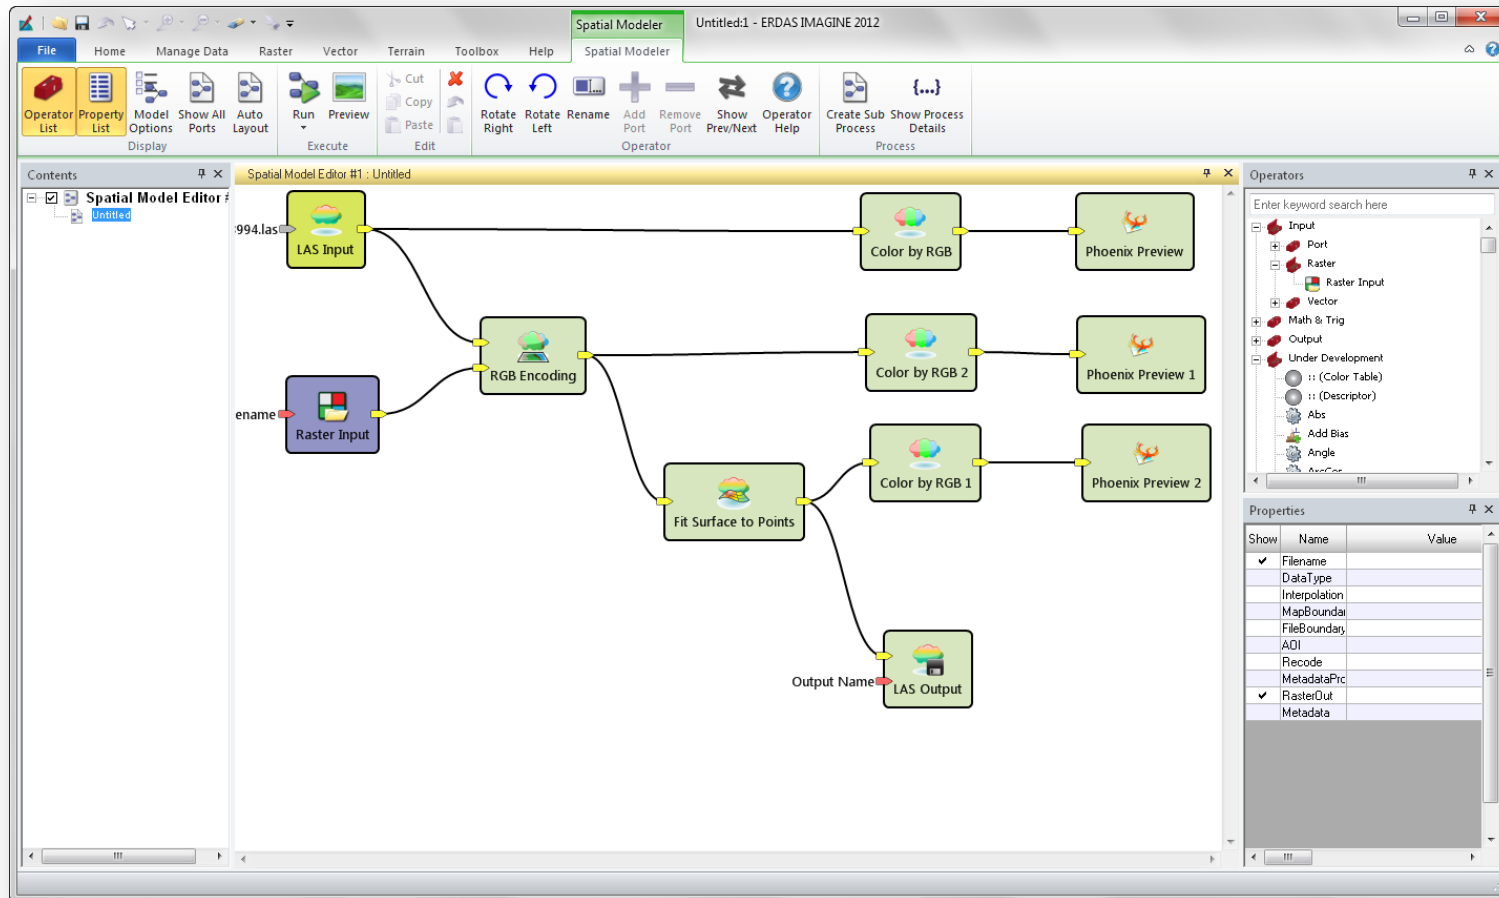 Spatial Modeler
Untitled:1 - ERDAS IMAGINE 2012
File
Home
Manage Data
Raster
Vector
Terrain
Toolbox
Help
Spatial Modeler
Operator List
Property List
Model Options
Show All Ports
Auto Layout
Display
Run
Preview
Execute
Cut
Copy
Paste
Edit
Rotate Right
Rotate Left
Rename
Add Port
Remove Port
Show Prev/Next
Operator Help
Operator
Create Sub Process
{...}
Show Process Details
Process
Contents
Spatial Model Editor #
Untitled
Spatial Model Editor #1 : Untitled
994.las
LAS Input
Color by RGB
Phoenix Preview
RGB Encoding
Color by RGB 2
Phoenix Preview 1
ename
Raster Input
Color by RGB 1
Phoenix Preview 2
Fit Surface to Points
Output Name
LAS Output
Operators
Enter keyword search here
Input
Port
Raster
Raster Input
Vector
Math & Trig
Output
Under Development
:: (Color Table)
:: (Descriptor)
Abs
Add Bias
Angle
Properties
Show Name Value
Filename
DataType
Interpolation
MapBoundar
FileBoundary
AOI
Recode
MetadataPrc
RasterOut
Metadata